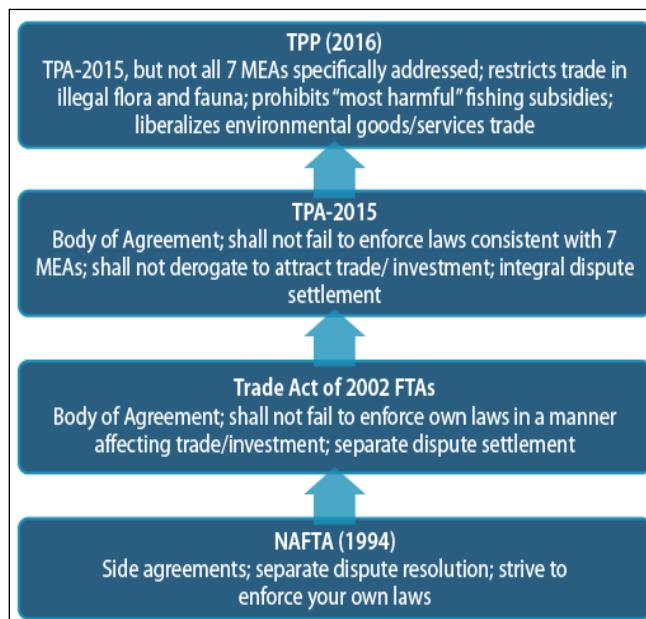 TPP (2016)
TPA-2015, but not all 7 MEAs specifically addressed; restricts trade in
illegal flora and fauna; prohibits “most harmful” fishing subsidies;
liberalizes environmental goods/services trade
TPA-2015
Body of Agreement; shall not fail to enforce laws consistent with 7
MEAs; shall not derogate to attract trade/ investment; integral dispute
settlement
Trade Act of 2002 FTAs
Body of Agreement; shall not fail to enforce own laws in a manner
affecting trade/investment; separate dispute settlement
NAFTA (1994)
Side agreements; separate dispute resolution; strive to
enforce your own laws